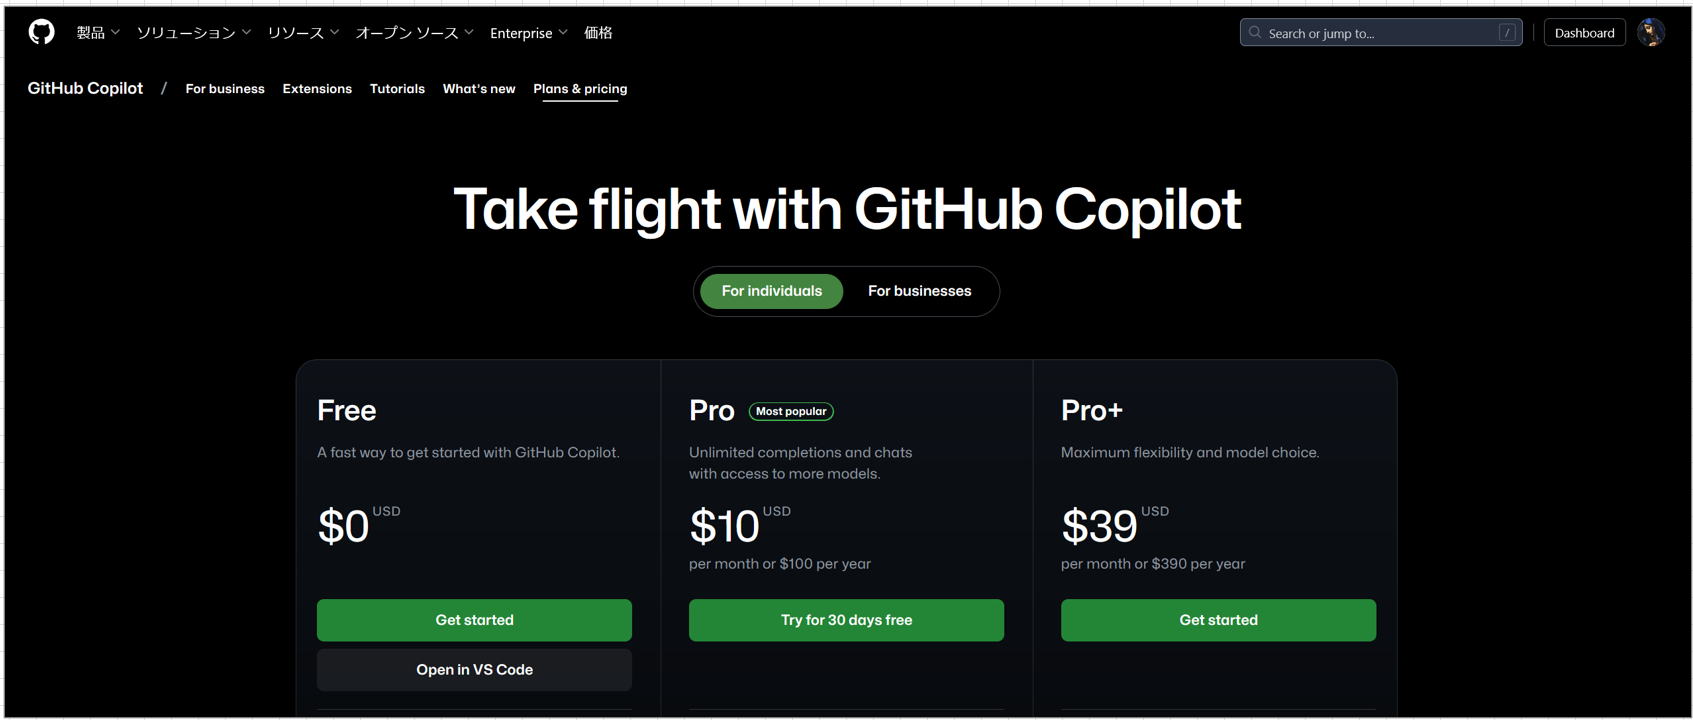 製品 ソリューション リソース オープン ソース Enterprise 価格 Search or jump to... / Dashboard
GitHub Copilot / For business Extensions Tutorials What's new Plans & pricing
Take flight with GitHub Copilot
For individuals For businesses
Free
A fast way to get started with GitHub Copilot.
$0 USD
Get started
Open in VS Code
Pro Most popular
Unlimited completions and chats
with access to more models.
$10 USD
per month or $100 per year
Try for 30 days free
Pro+
Maximum flexibility and model choice.
$39 USD
per month or $390 per year
Get started